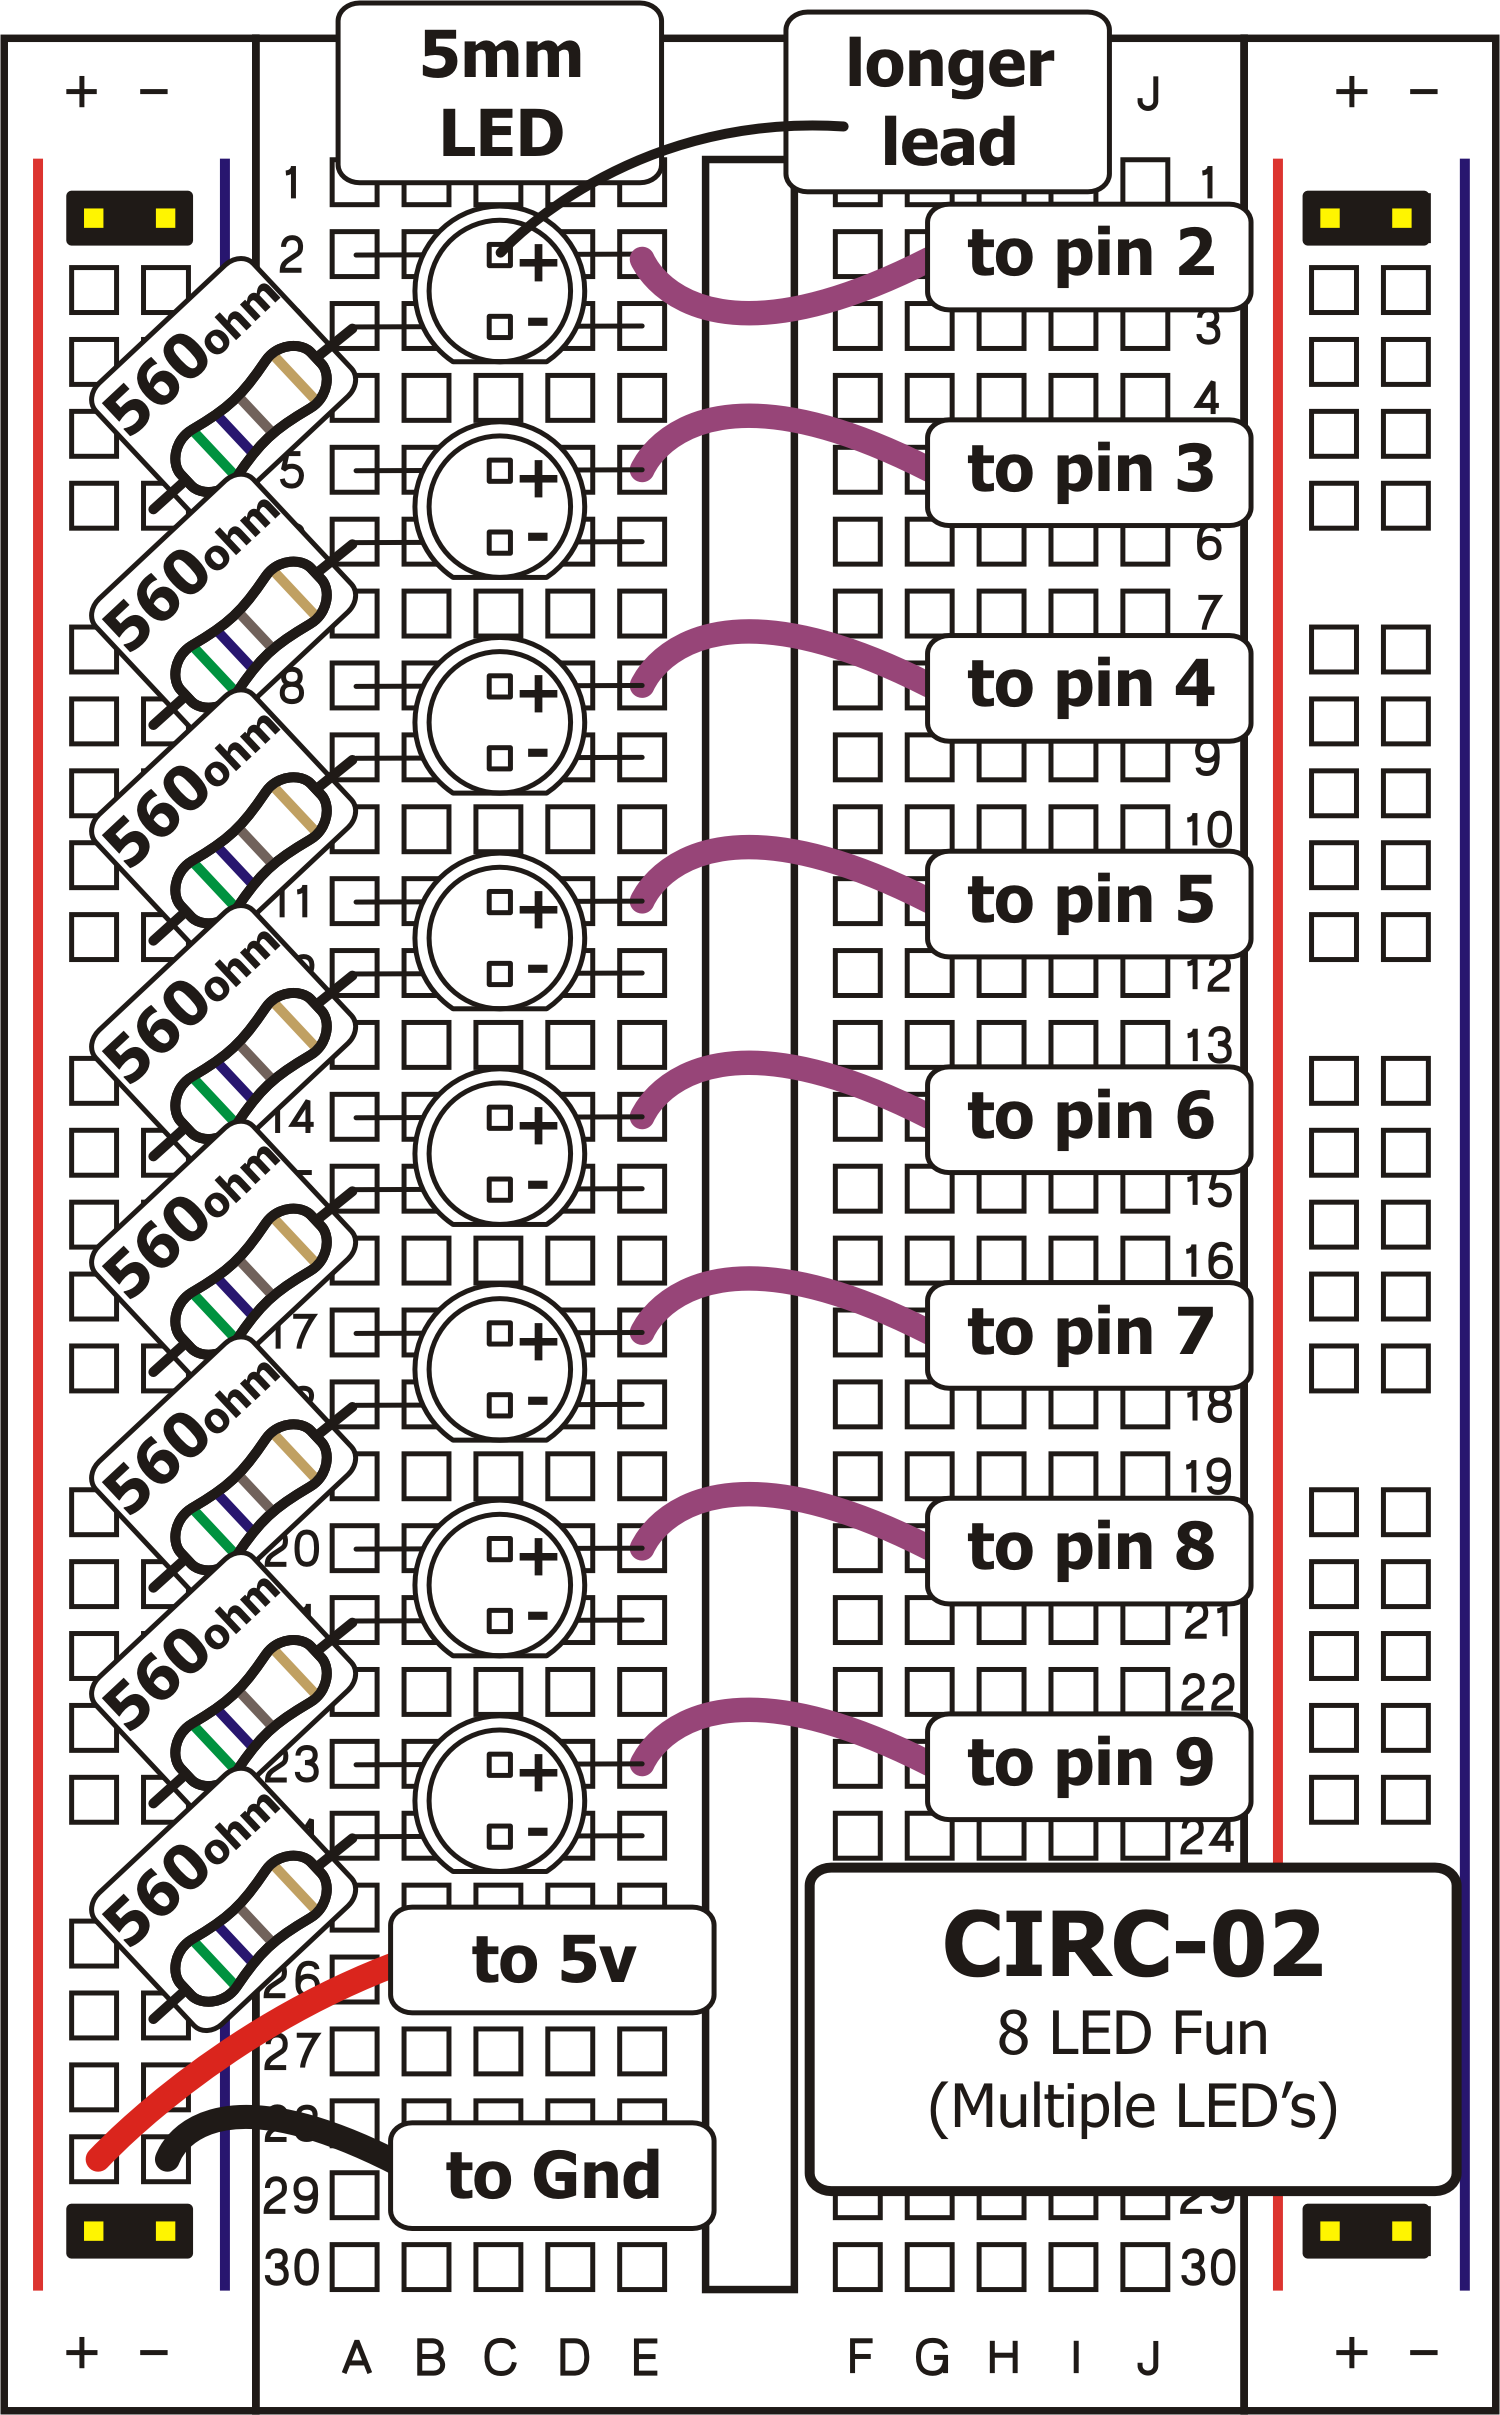 5mm
LED
longer
lead
+ −
J
+ −
1
1
2
to pin 2
560ohm
+
-
3
4
5
to pin 3
560ohm
+
-
6
7
8
to pin 4
560ohm
+
-
9
10
11
to pin 5
560ohm
+
-
12
13
14
to pin 6
560ohm
+
-
15
16
17
to pin 7
560ohm
+
-
18
19
20
to pin 8
560ohm
+
-
21
22
23
to pin 9
560ohm
+
-
24
to 5v
26
27
CIRC-02
8 LED Fun
(Multiple LED’s)
to Gnd
29
29
30
30
+ −
A B C D E
F G H I J
+ −